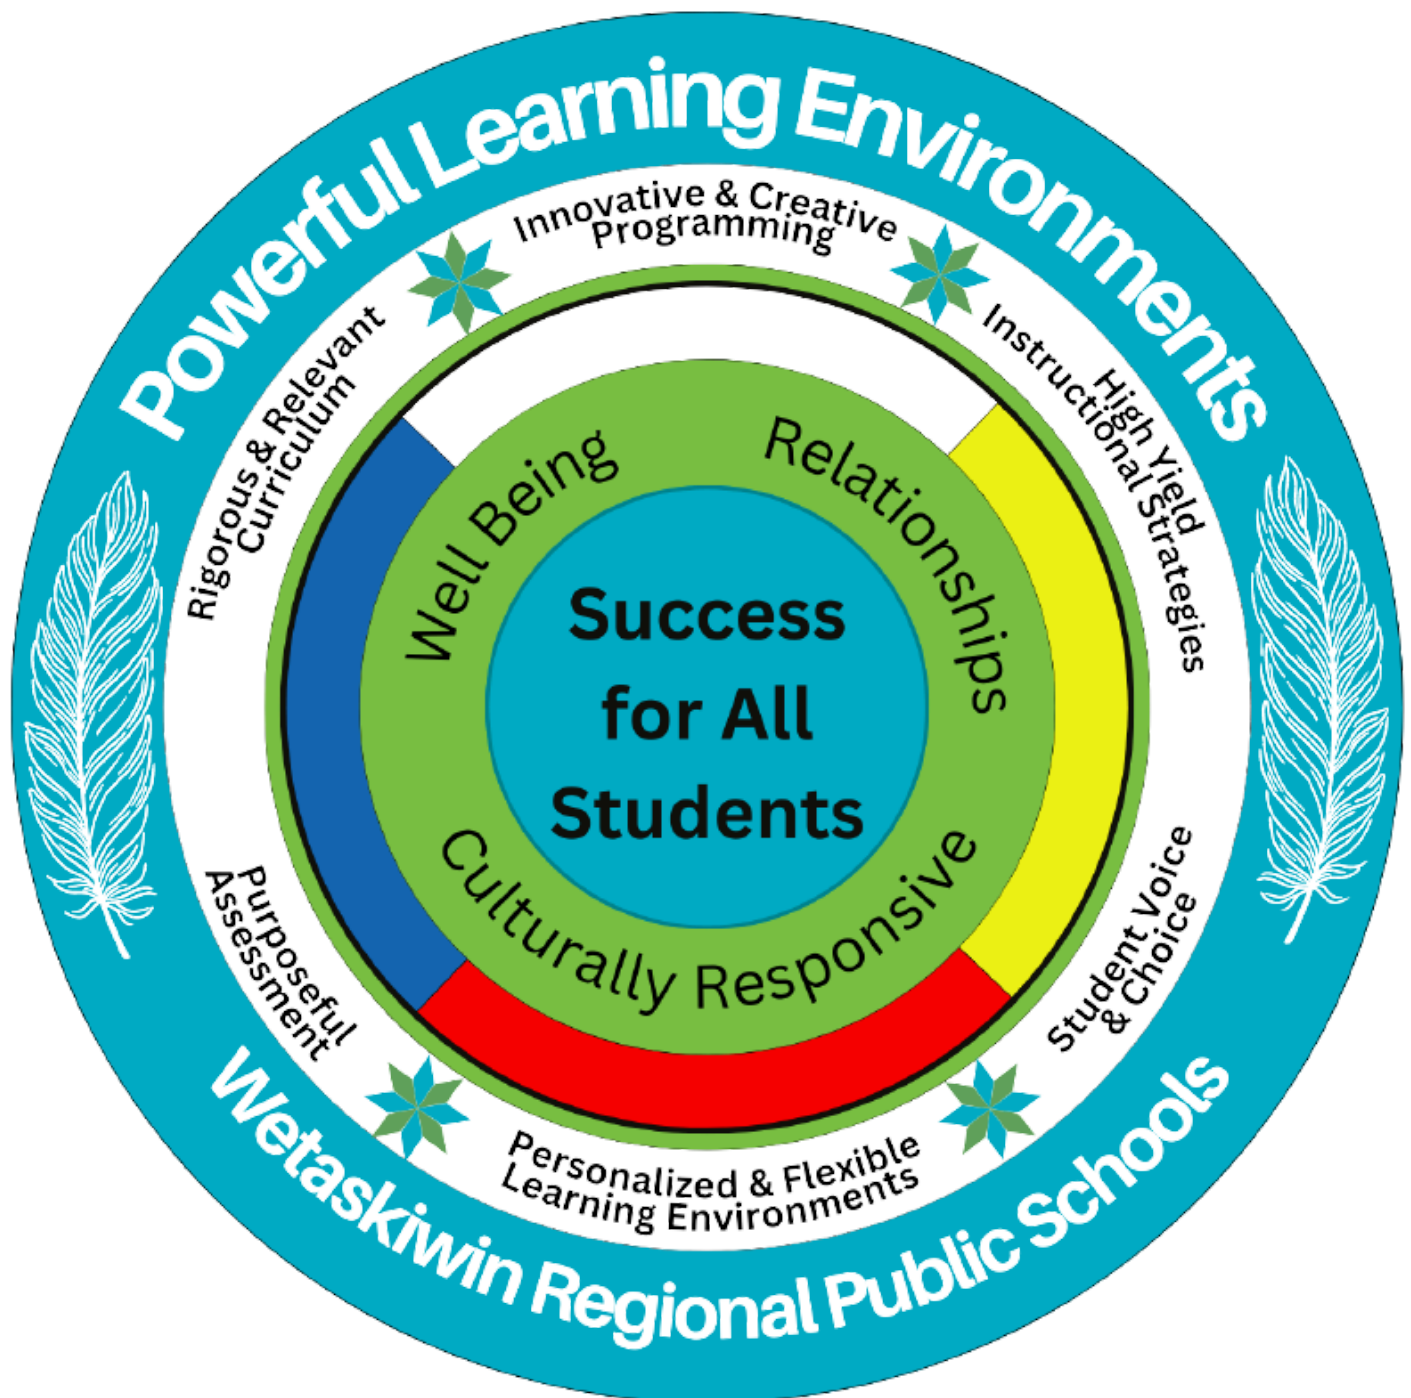 Powerful Learning Environments
Innovative & Creative
Programming
High Yield
Instructional Strategies
Student Voice
& Choice
Personalized & Flexible
Learning Environments
Purposeful
Assessment
Rigorous & Relevant
Curriculum
Well Being
Relationships
Culturally Responsive
Success
for All
Students
Wetaskiwin Regional Public Schools